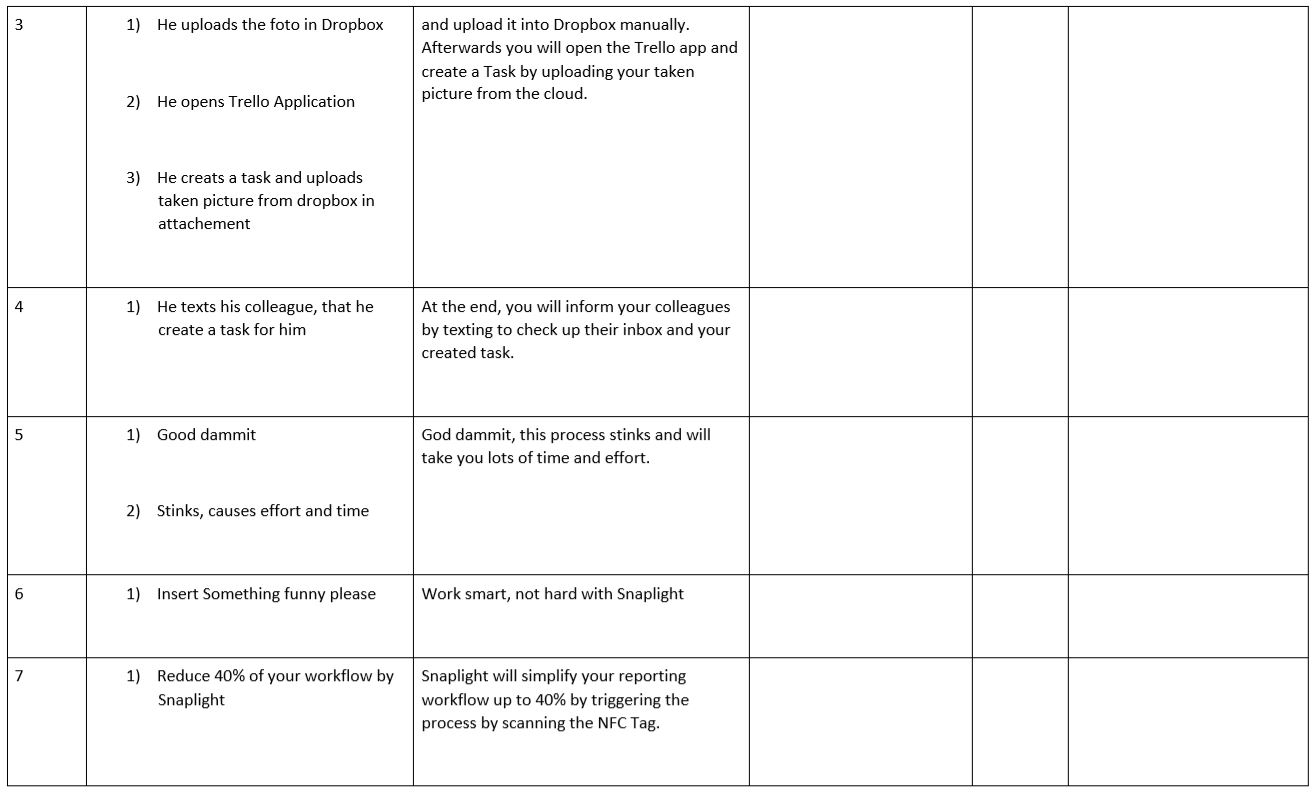 3
1) He uploads the foto in Dropbox
2) He opens Trello Application
3) He creats a task and uploads
taken picture from dropbox in
attachement
and upload it into Dropbox manually.
Afterwards you will open the Trello app and
create a Task by uploading your taken
picture from the cloud.
4
1) He texts his colleague, that he
create a task for him
At the end, you will inform your colleagues
by texting to check up their inbox and your
created task.
5
1) Good dammit
2) Stinks, causes effort and time
God dammit, this process stinks and will
take you lots of time and effort.
6
1) Insert Something funny please
Work smart, not hard with Snaplight
7
1) Reduce 40% of your workflow by
Snaplight
Snaplight will simplify your reporting
workflow up to 40% by triggering the
process by scanning the NFC Tag.